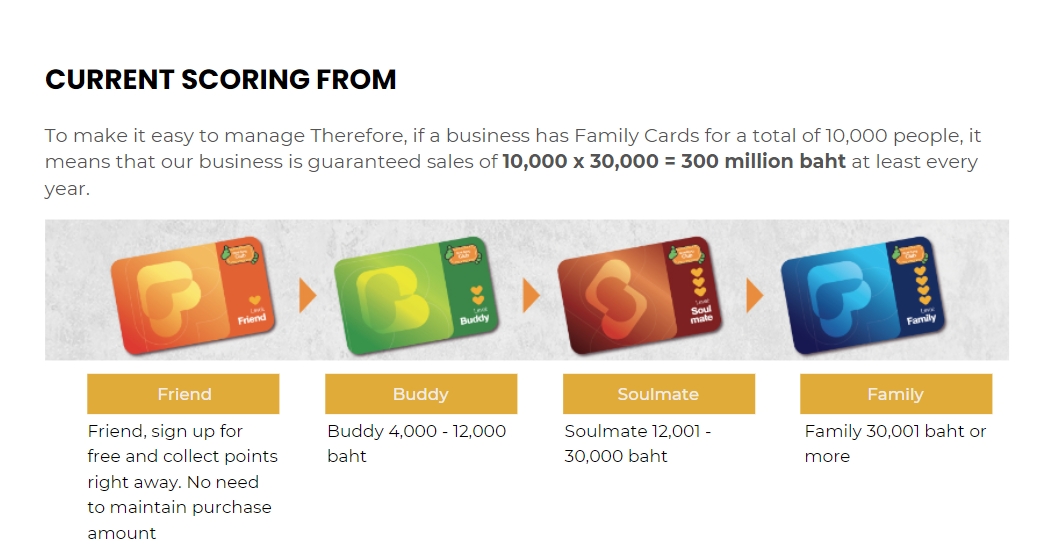 CURRENT SCORING FROM
To make it easy to manage Therefore, if a business has Family Cards for a total of 10,000 people, it
means that our business is guaranteed sales of 10,000 x 30,000 = 300 million baht at least every
year.
Level
Friend
Level
Buddy
Level
Soul
mate
Level
Family
Friend
Buddy
Soulmate
Family
Friend, sign up for
free and collect points
right away. No need
to maintain purchase
amount
Buddy 4,000 - 12,000
baht
Soulmate 12,001 -
30,000 baht
Family 30,001 baht or
more